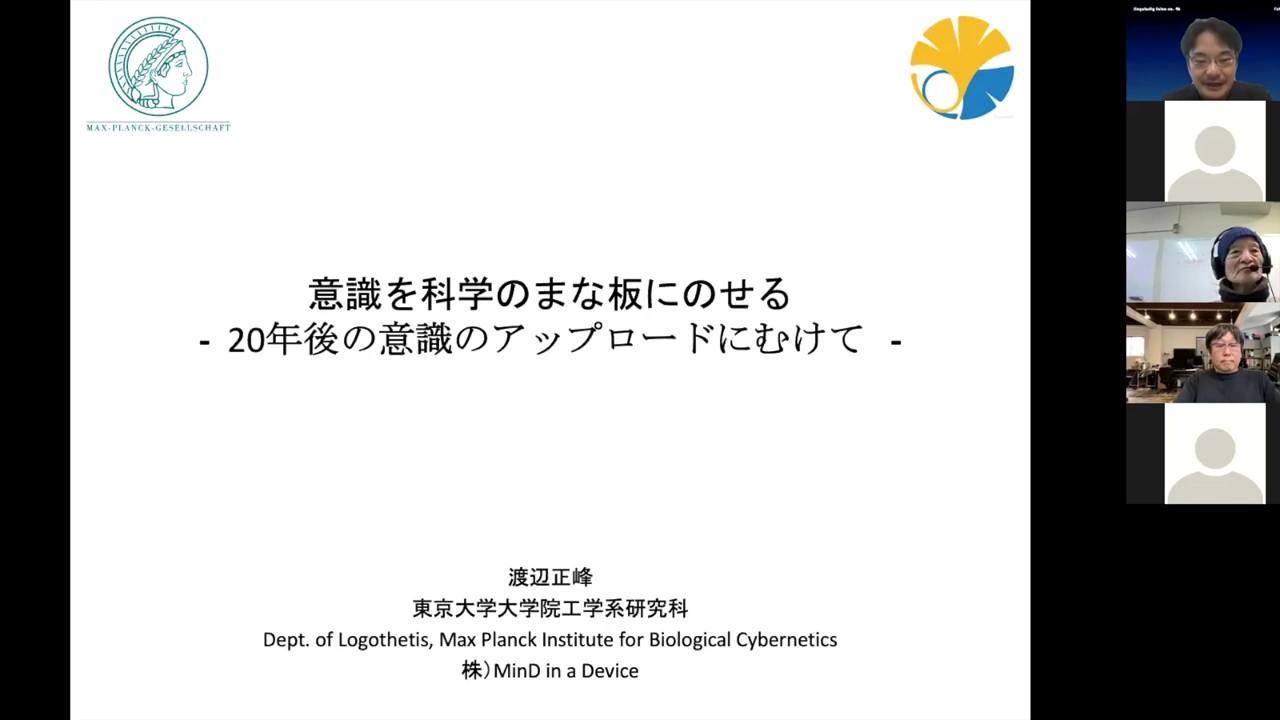 MAX-PLANCK-GESELLSCHAFT
意識を科学のまな板にのせる
- 20年後の意識のアップロードにむけて -
渡辺正峰
東京大学大学院工学系研究科
Dept. of Logothetis, Max Planck Institute for Biological Cybernetics
株）MinD in a Device